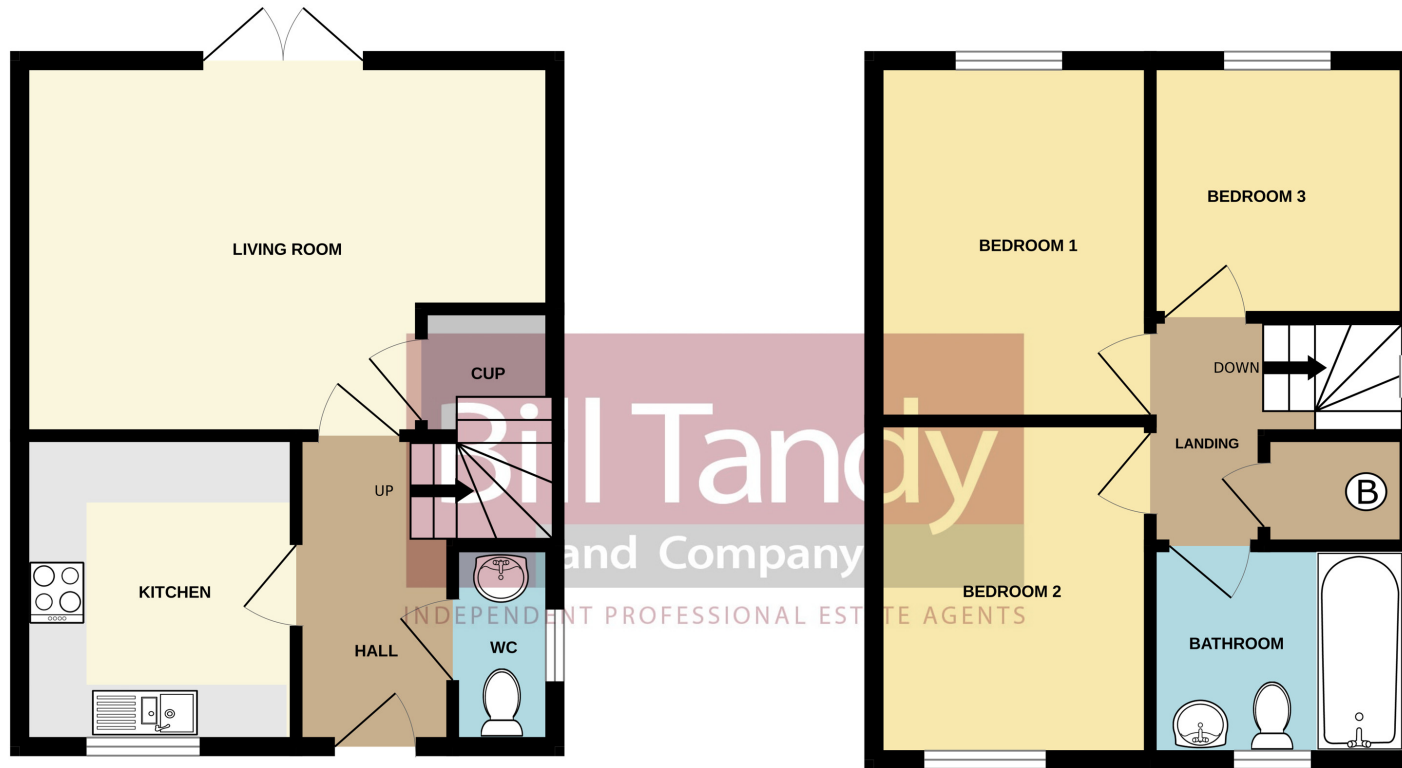 LIVING ROOM
CUP
UP
KITCHEN
HALL
WC
BEDROOM 1
BEDROOM 3
DOWN
LANDING
B
BEDROOM 2
BATHROOM
Bill Tandy
and Company
INDEPENDENT PROFESSIONAL ESTATE AGENTS